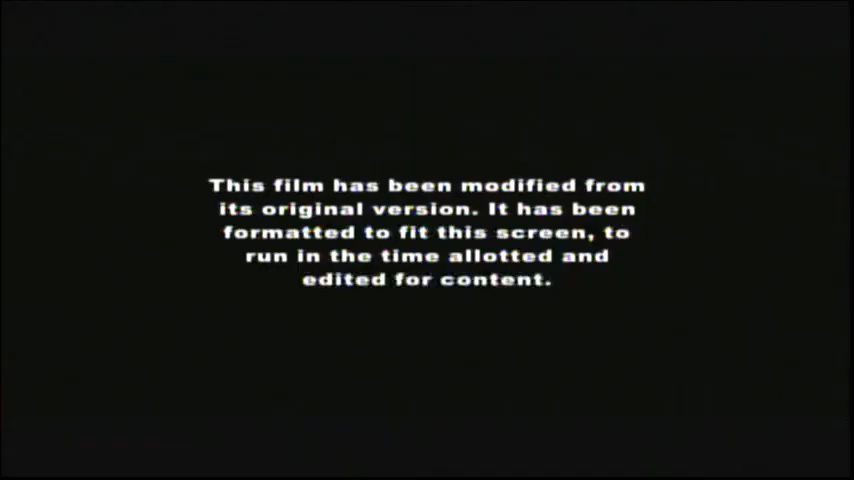 This film has been modified from
its original version. It has been
formatted to fit this screen, to
run in the time allotted and
edited for content.